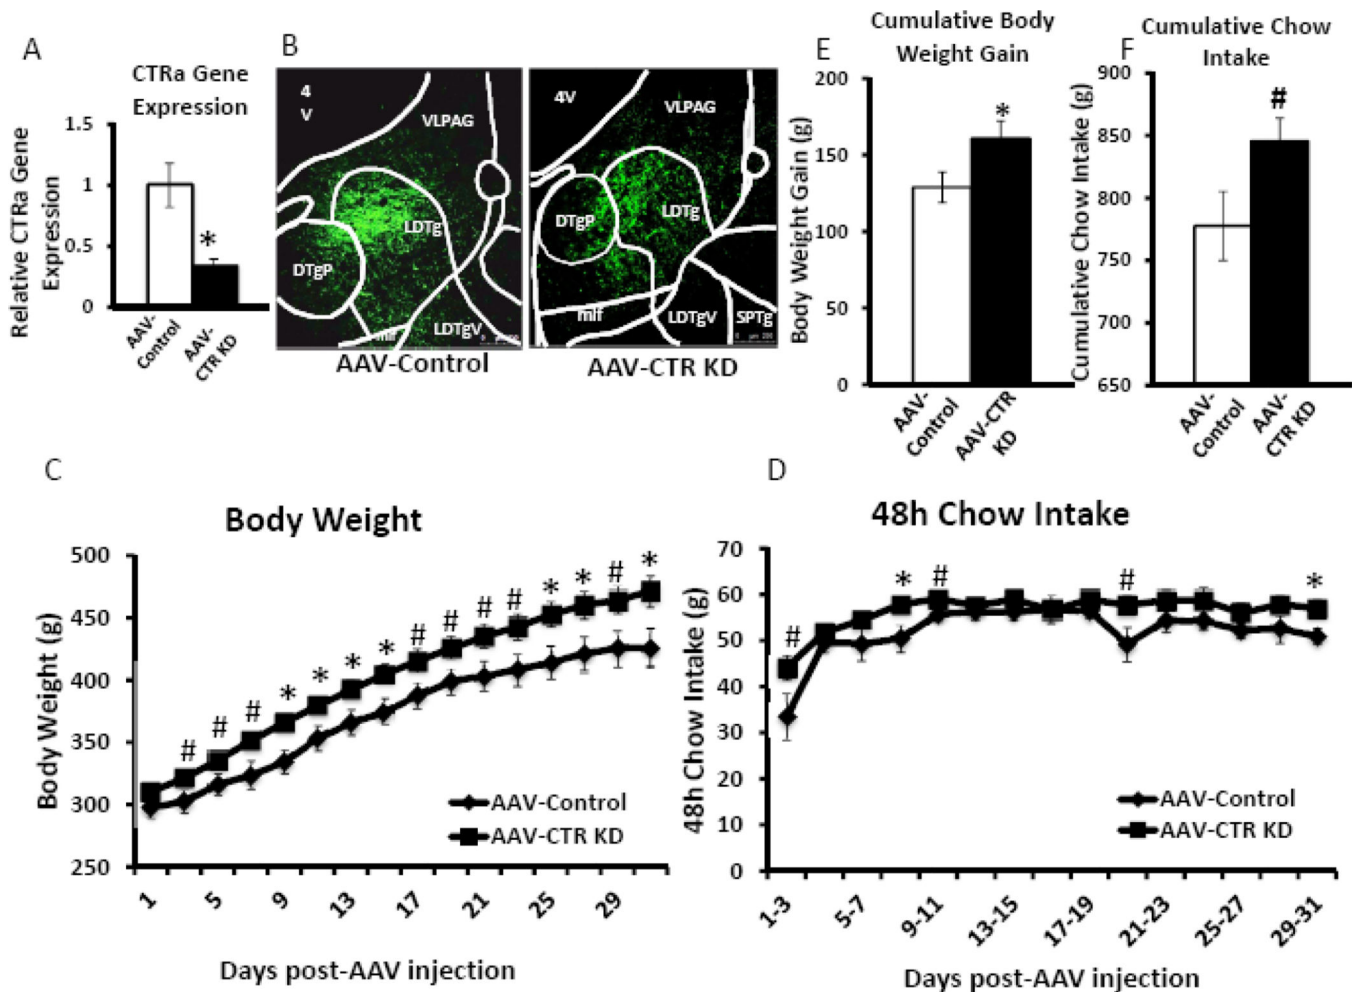 A
CTRa Gene
Expression
Relative CTRa Gene
Expression
1.5
1
0.5
0
*
AAV-
Control
AAV-
CTR KD
B
4
V
VLPAG
LDTg
DTgP
mlf
LDTgV
AAV-Control
4V
VLPAG
DTgP
LDTg
mlf
LDTgV
SPTg
0 µm 200
AAV-CTR KD
E
Cumulative Body
Weight Gain
Body Weight Gain (g)
200
150
100
50
0
*
AAV-
Control
AAV-CTR
KD
F
Cumulative Chow
Intake
Cumulative Chow Intake (g)
900
850
800
750
700
650
#
AAV-
Control
AAV-
CTR KD
C
Body Weight
Body Weight (g)
500
450
400
350
300
250
# # # * * * * # # # # * * # *
AAV-Control
AAV-CTR KD
1 5 9 13 17 21 25 29
Days post-AAV injection
D
48h Chow Intake
48h Chow Intake (g)
70
60
50
40
30
20
10
0
# * # # *
AAV-Control
AAV-CTR KD
1-3 5-7 9-11 13-15 17-19 21-23 25-27 29-31
Days post-AAV injection